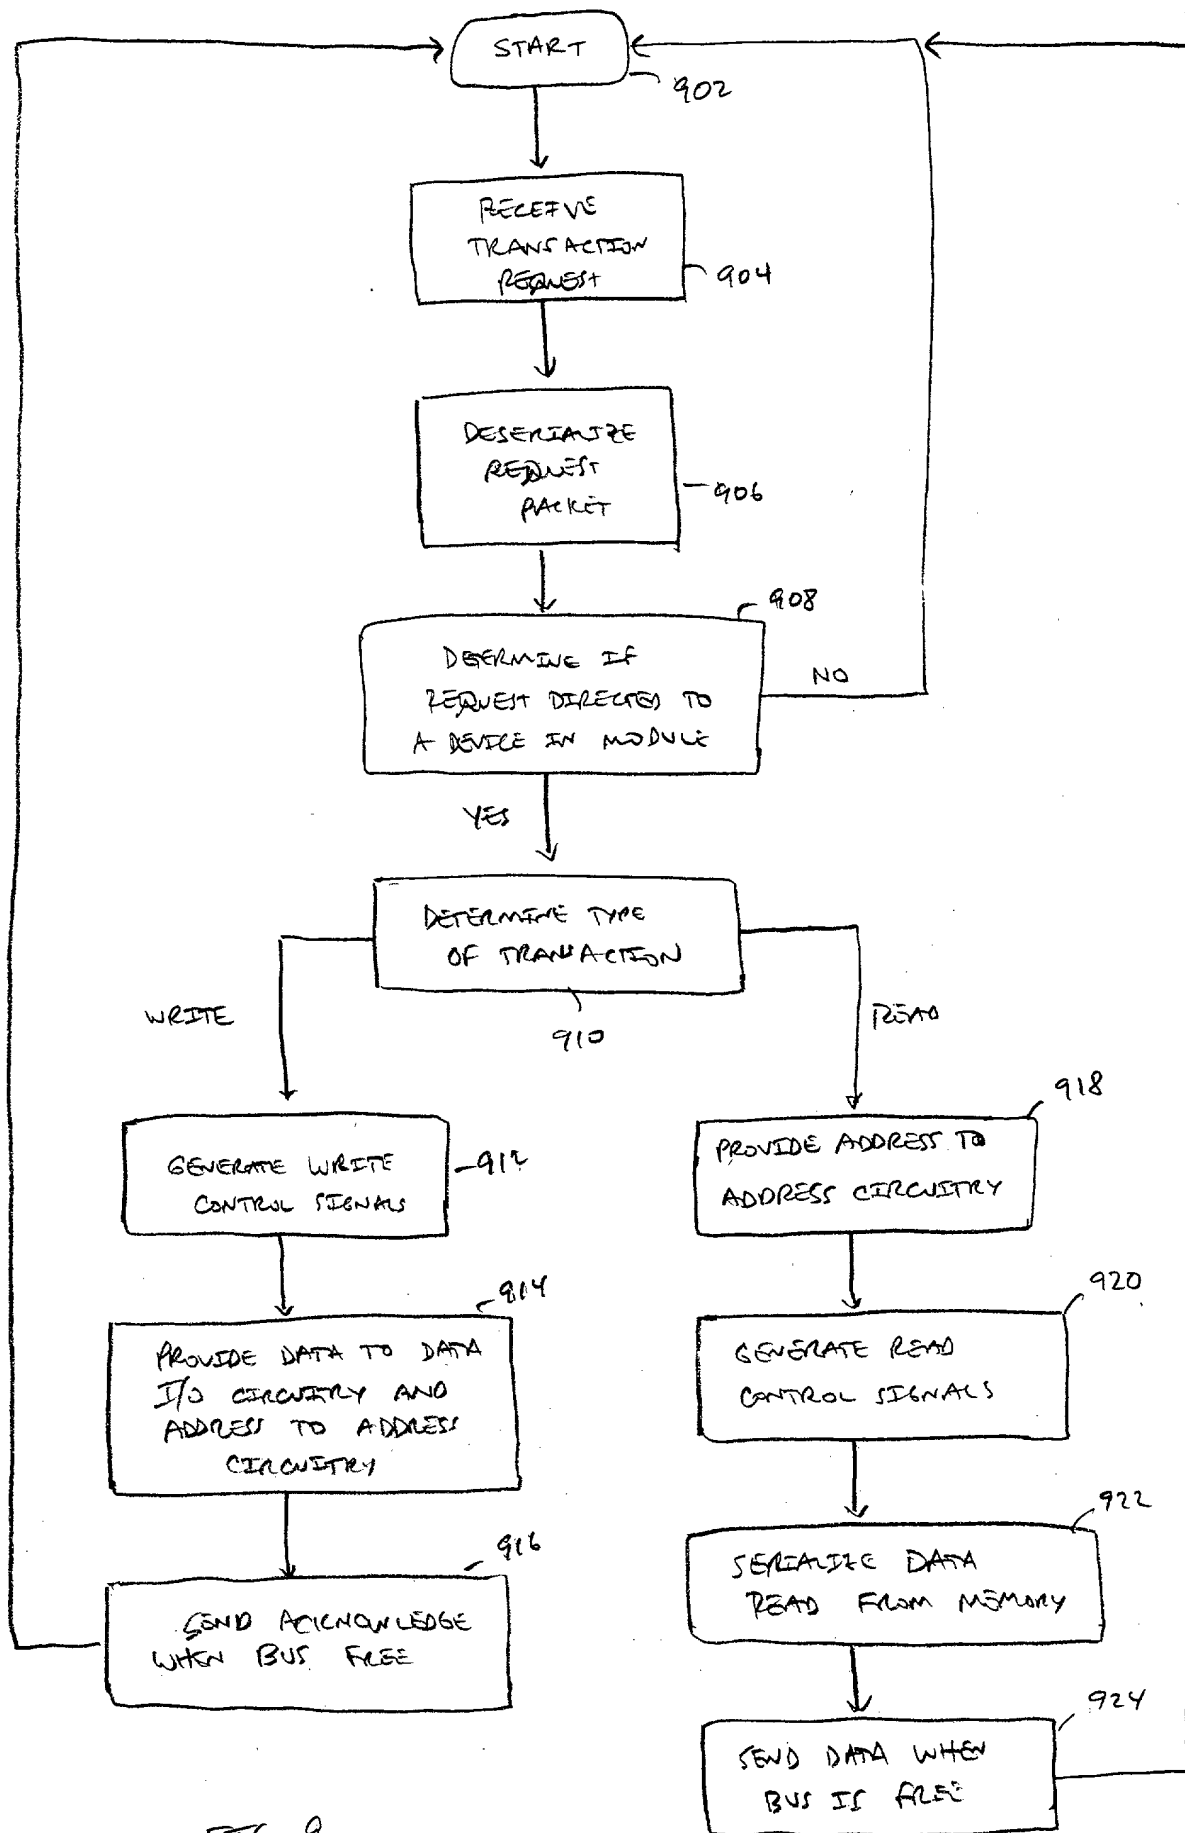 START
902
RECEIVE
TRANSACTION
REQUEST
904
DESERIALIZE
REQUEST
PACKET
906
908
DETERMINE IF
REQUEST DIRECTED TO
A DEVICE IN MODULE
NO
YES
DETERMINE TYPE
OF TRANSACTION
910
WRITE
READ
GENERATE WRITE
CONTROL SIGNALS
912
914
PROVIDE DATA TO DATA
I/O CIRCUITRY AND
ADDRESS TO ADDRESS
CIRCUITRY
916
SEND ACKNOWLEDGE
WHEN BUS FREE
918
PROVIDE ADDRESS TO
ADDRESS CIRCUITRY
920
GENERATE READ
CONTROL SIGNALS
922
SERIALIZE DATA
READ FROM MEMORY
924
SEND DATA WHEN
BUS IS FREE
FIG 9